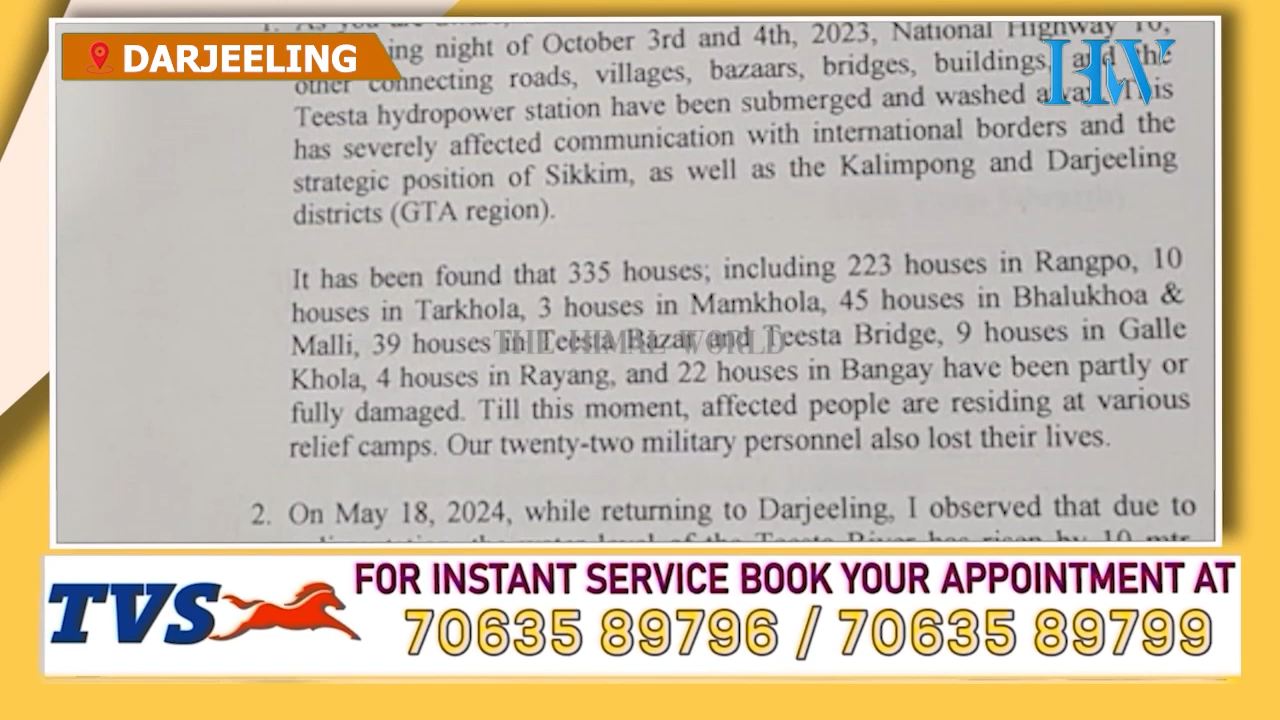 DARJEELING
HW
1. As you are aware,
night of October 3rd and 4th, 2023, National Highway 10,
other connecting roads, villages, bazaars, bridges, buildings, and the
Teesta hydropower station have been submerged and washed away. This
has severely affected communication with international borders and the
strategic position of Sikkim, as well as the Kalimpong and Darjeeling
districts (GTA region).
It has been found that 335 houses; including 223 houses in Rangpo, 10
houses in Tarkhola, 3 houses in Mamkhola, 45 houses in Bhalukhoa &
Malli, 39 houses in Teesta Bazar and Teesta Bridge, 9 houses in Galle
THE HIMAL WORLD
Khola, 4 houses in Rayang, and 22 houses in Bangay have been partly or
fully damaged. Till this moment, affected people are residing at various
relief camps. Our twenty-two military personnel also lost their lives.
2. On May 18, 2024, while returning to Darjeeling, I observed that due to
the water level of the Teesta River has risen by 10 mtr
TVS
FOR INSTANT SERVICE BOOK YOUR APPOINTMENT AT
70635 89796 / 70635 89799